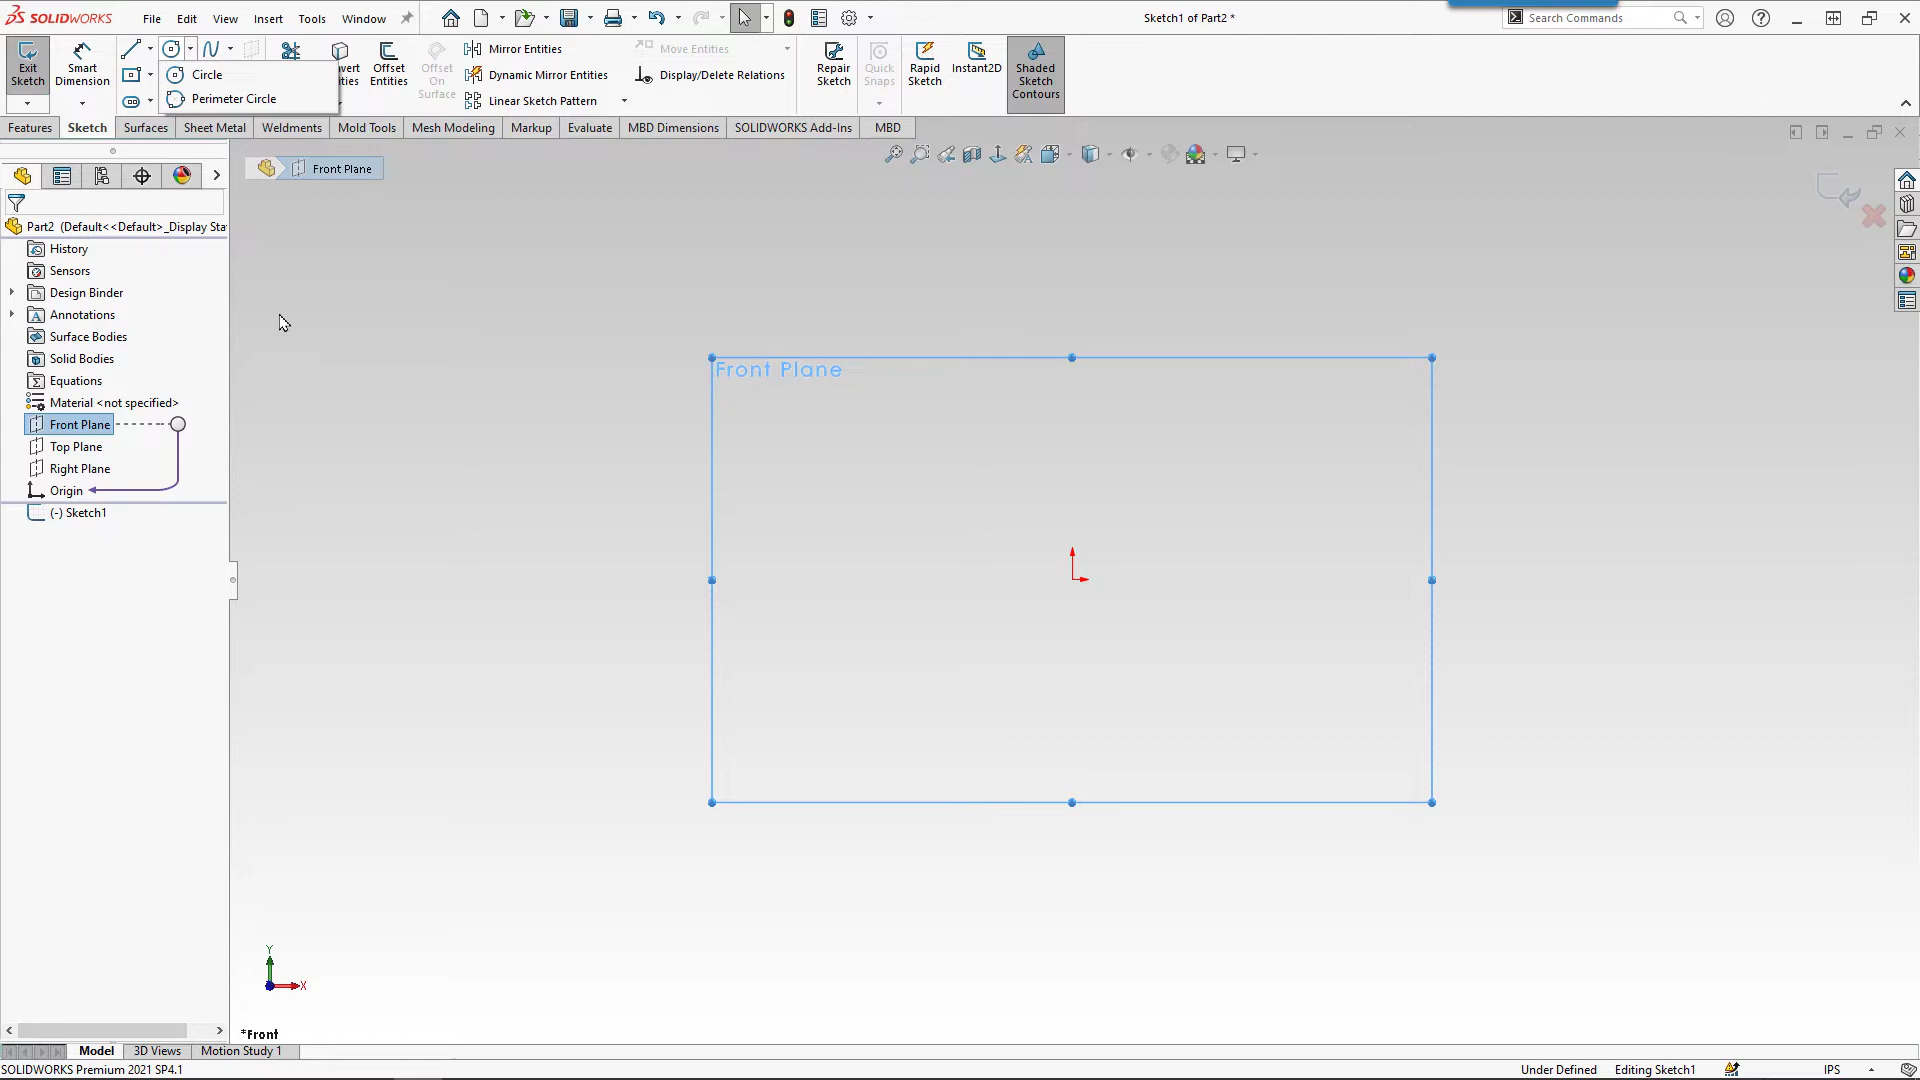 SOLIDWORKS File Edit View Insert Tools Window Sketch1 of Part2 * Search Commands
Exit Sketch
Smart Dimension
Circle
Perimeter Circle
Offset Entities
Offset On Surface
Mirror Entities
Dynamic Mirror Entities
Linear Sketch Pattern
Move Entities
Display/Delete Relations
Repair Sketch
Quick Snaps
Rapid Sketch
Instant2D
Shaded Sketch Contours
Features Sketch Surfaces Sheet Metal Weldments Mold Tools Mesh Modeling Markup Evaluate MBD Dimensions SOLIDWORKS Add-Ins MBD
Front Plane
Part2 (Default<<Default>_Display Sta
History
Sensors
Design Binder
Annotations
Surface Bodies
Solid Bodies
Equations
Material <not specified>
Front Plane
Top Plane
Right Plane
Origin
(-) Sketch1
Front Plane
Y
X
*Front
Model 3D Views Motion Study 1
SOLIDWORKS Premium 2021 SP4.1 Under Defined Editing Sketch1 IPS